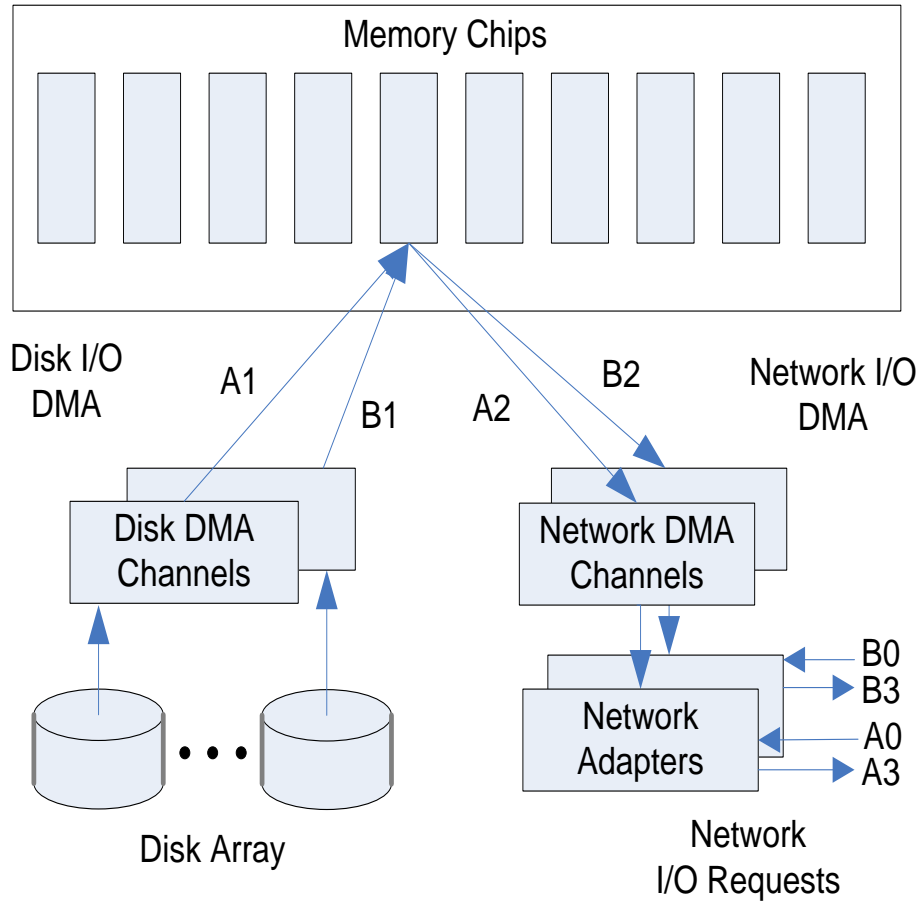 Memory Chips
Disk I/O
DMA
A1
B1
A2
B2
Network I/O
DMA
Disk DMA
Channels
Network DMA
Channels
B0
B3
Network
Adapters
A0
A3
Disk Array
Network
I/O Requests